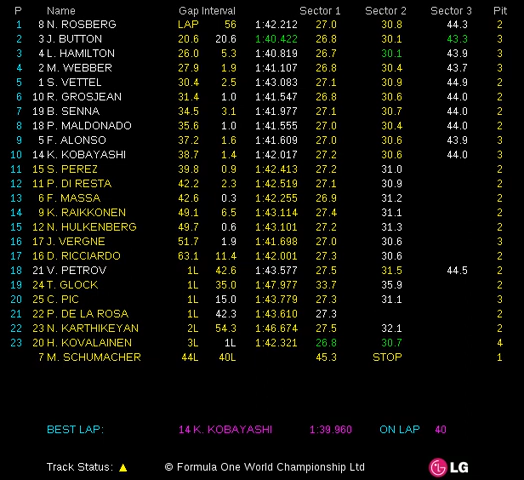 P Name Gap Interval Sector 1 Sector 2 Sector 3 Pit
1 8 N. ROSBERG LAP 56 1:42.212 27.0 30.8 44.3 2
2 3 J. BUTTON 20.6 20.6 1:40.422 26.8 30.1 43.3 3
3 4 L. HAMILTON 26.0 5.3 1:40.819 26.7 30.1 43.9 3
4 2 M. WEBBER 27.9 1.9 1:41.107 26.8 30.4 43.7 3
5 1 S. VETTEL 30.4 2.5 1:43.083 27.1 30.9 44.9 2
6 10 R. GROSJEAN 31.4 1.0 1:41.547 26.8 30.6 44.0 2
7 19 B. SENNA 34.5 3.1 1:41.977 27.1 30.7 44.0 2
8 18 P. MALDONADO 35.6 1.0 1:41.555 27.0 30.4 44.0 2
9 5 F. ALONSO 37.2 1.6 1:41.609 27.0 30.6 43.9 3
10 14 K. KOBAYASHI 38.7 1.4 1:42.017 27.2 30.6 44.0 3
11 15 S. PEREZ 39.8 0.9 1:42.413 27.2 31.0 2
12 11 P. DI RESTA 42.2 2.3 1:42.519 27.1 30.9 2
13 6 F. MASSA 42.6 0.3 1:42.255 26.9 31.2 2
14 9 K. RAIKKONEN 49.1 6.5 1:43.114 27.4 31.1 2
15 12 N. HULKENBERG 49.7 0.6 1:43.101 27.2 31.3 2
16 17 J. VERGNE 51.7 1.9 1:41.698 27.0 30.6 3
17 16 D. RICCIARDO 63.1 11.4 1:42.001 27.3 30.6 2
18 21 V. PETROV 1L 42.6 1:43.577 27.5 31.5 44.5 2
19 24 T. GLOCK 1L 35.0 1:47.977 33.7 35.9 2
20 25 C. PIC 1L 15.0 1:43.779 27.3 31.1 3
21 22 P. DE LA ROSA 1L 42.3 1:43.610 27.3 2
22 23 N. KARTHIKEYAN 2L 54.3 1:46.674 27.5 32.1 2
23 20 H. KOVALAINEN 3L 1L 1:42.321 26.8 30.7 4
7 M. SCHUMACHER 44L 40L 45.3 STOP 1
BEST LAP: 14 K. KOBAYASHI 1:39.960 ON LAP 40
Track Status: © Formula One World Championship Ltd LG